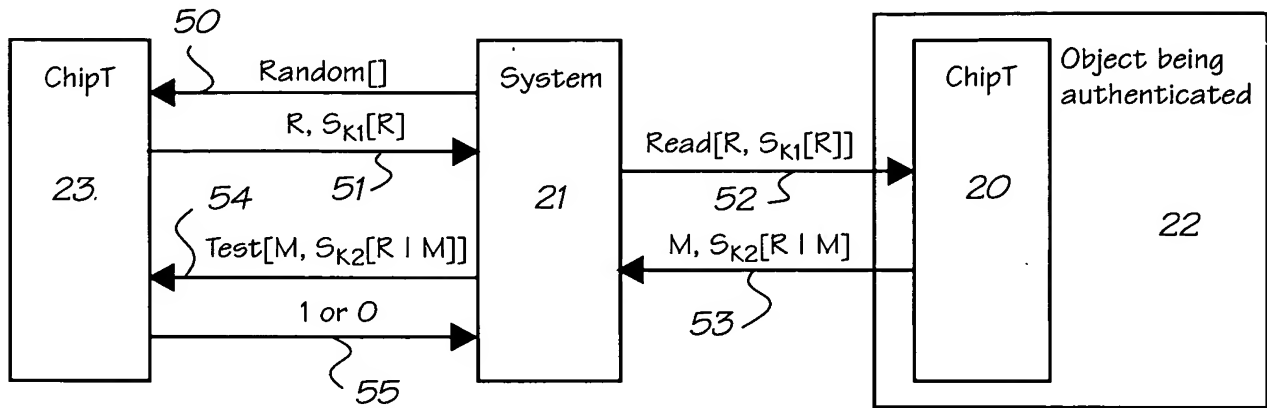 50
ChipT
Random[]
System
ChipT
Object being
authenticated
R, SK1[R]
Read[R, SK1[R]]
23.
51
21
52
20
22
54
Test[M, SK2[R | M]]
M, SK2[R | M]
1 or 0
53
55